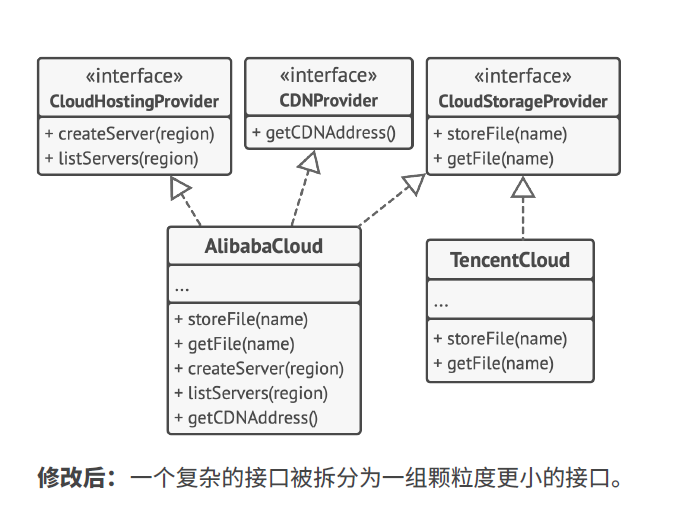 «interface»
CloudHostingProvider
+ createServer(region)
+ listServers(region)
«interface»
CDNProvider
+ getCDNAddress()
«interface»
CloudStorageProvider
+ storeFile(name)
+ getFile(name)
AlibabaCloud
...
+ storeFile(name)
+ getFile(name)
+ createServer(region)
+ listServers(region)
+ getCDNAddress()
TencentCloud
...
+ storeFile(name)
+ getFile(name)
修改后：一个复杂的接口被拆分为一组颗粒度更小的接口。